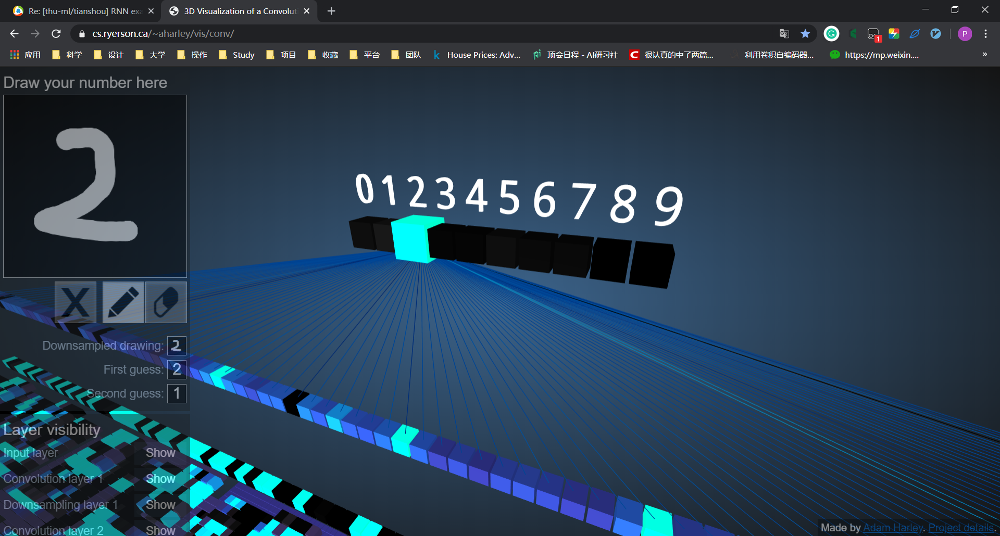 Re: [thu-ml/tianshou] RNN exa
3D Visualization of a Convolut
cs.ryerson.ca/~aharley/vis/conv/
1
P
应用 科学 设计 大学 操作 Study 项目 收藏 平台 团队 House Prices: Adv... 顶会日程 - AI研习社 很认真的中了两篇... 利用卷积自编码器... https://mp.weixin.... »
Draw your number here
2
0 1 2 3 4 5 6 7 8 9
X
Downsampled drawing: 2
First guess: 2
Second guess: 1
Layer visibility
Input layer Show
Convolution layer 1 Show
Downsampling layer 1 Show
Convolution layer 2 Show
Made by Adam Harley. Project details.